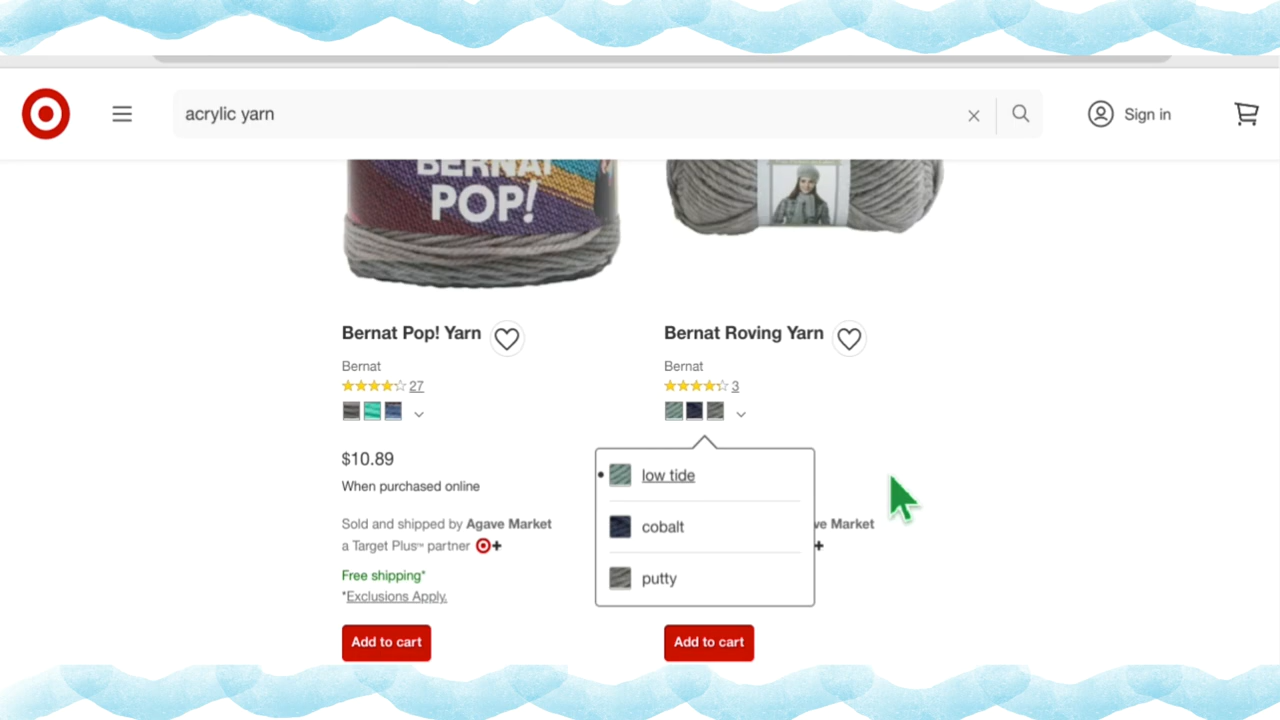 acrylic yarn
Sign in
BERNAT
POP!
Bernat Pop! Yarn
Bernat
27
$10.89
When purchased online
Sold and shipped by Agave Market
a Target Plus™ partner
Free shipping*
*Exclusions Apply.
Add to cart
Bernat Roving Yarn
Bernat
3
low tide
cobalt
putty
Market
Add to cart